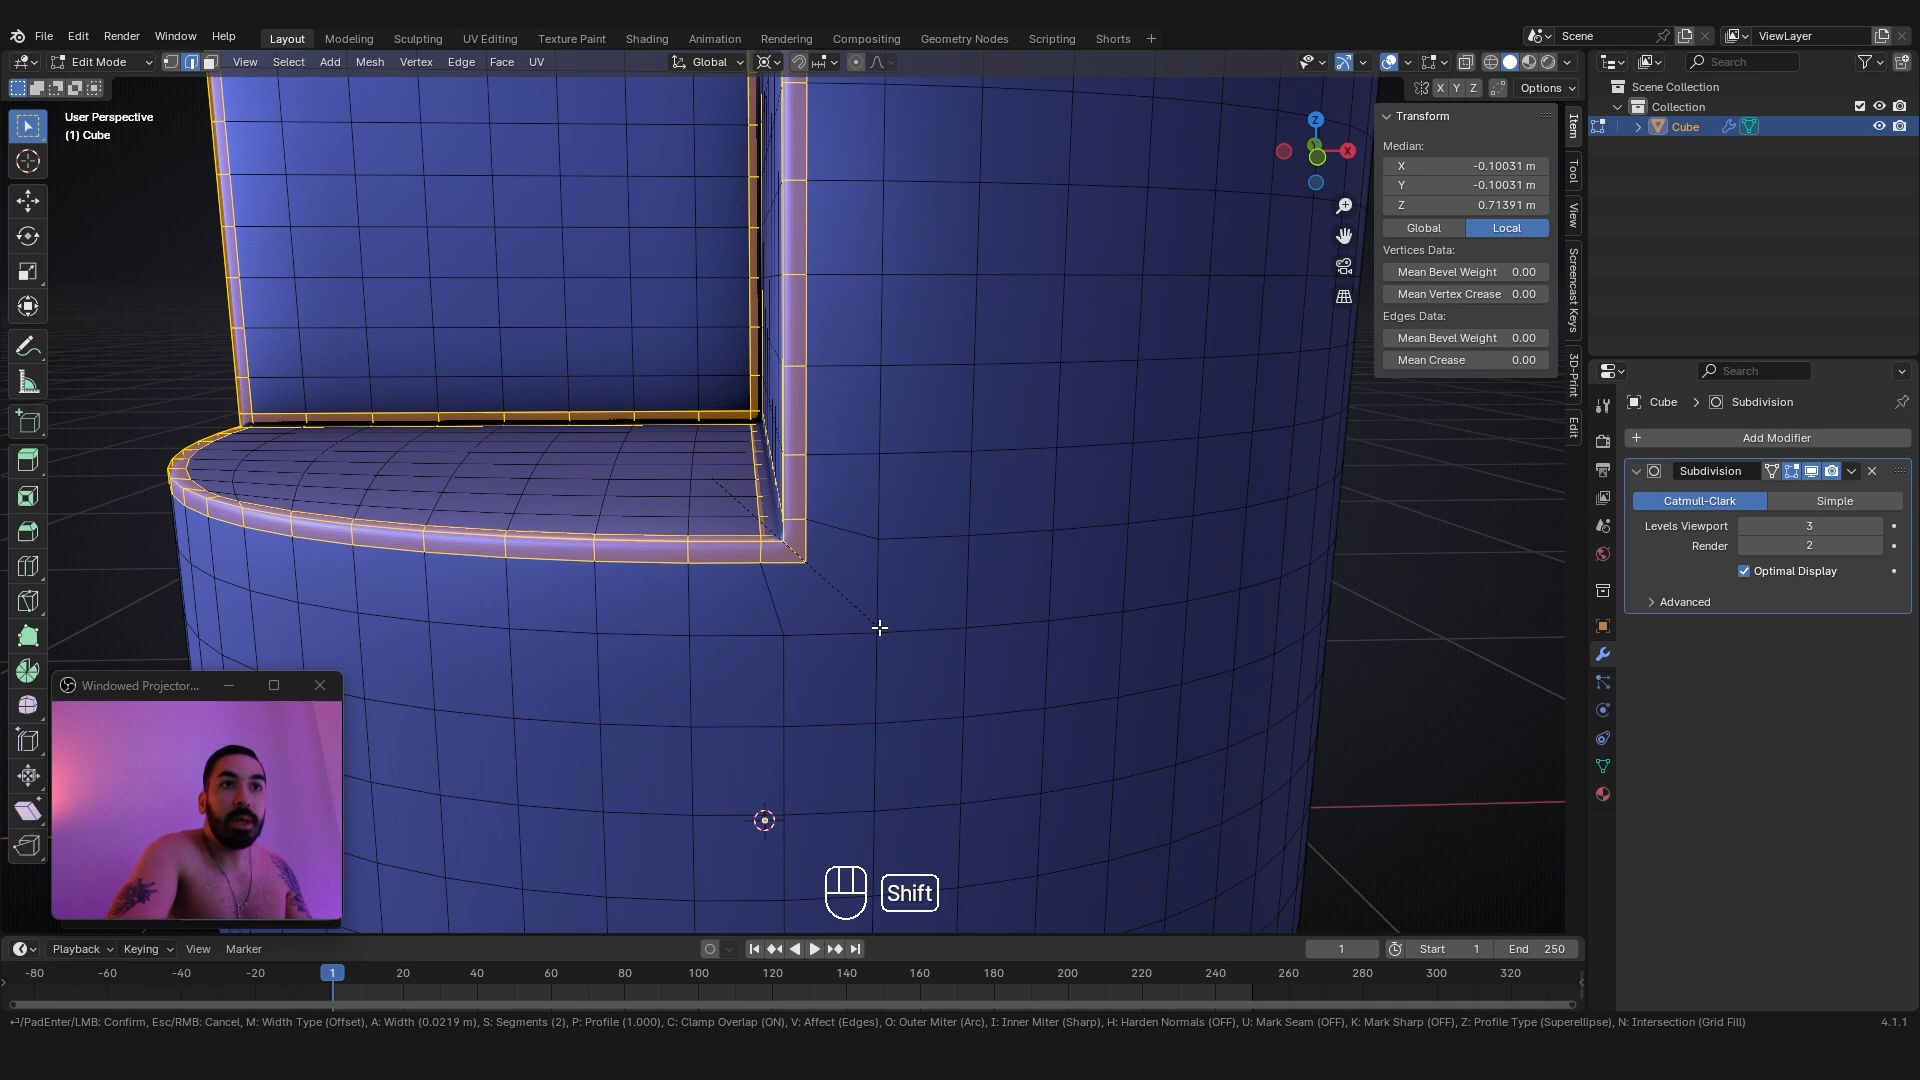 File Edit Render Window Help
Layout Modeling Sculpting UV Editing Texture Paint Shading Animation Rendering Compositing Geometry Nodes Scripting Shorts +
Scene
ViewLayer
Edit Mode
View Select Add Mesh Vertex Edge Face UV
Global
Search
X Y Z
Options
User Perspective
(1) Cube
Scene Collection
Collection
Cube
Transform
Median:
X -0.10031 m
Y -0.10031 m
Z 0.71391 m
Global Local
Vertices Data:
Mean Bevel Weight 0.00
Mean Vertex Crease 0.00
Edges Data:
Mean Bevel Weight 0.00
Mean Crease 0.00
Z
X
Item
Tool
View
Screencast Keys
3D-Print
Edit
Search
Cube > Subdivision
+ Add Modifier
Subdivision
Catmull-Clark Simple
Levels Viewport 3
Render 2
Optimal Display
Advanced
Windowed Projector...
Shift
Playback Keying View Marker
1
Start 1 End 250
-80 -60 -40 -20 1 20 40 60 80 100 120 140 160 180 200 220 240 260 280 300 320
⏎/PadEnter/LMB: Confirm, Esc/RMB: Cancel, M: Width Type (Offset), A: Width (0.0219 m), S: Segments (2), P: Profile (1.000), C: Clamp Overlap (ON), V: Affect (Edges), O: Outer Miter (Arc), I: Inner Miter (Sharp), H: Harden Normals (OFF), U: Mark Seam (OFF), K: Mark Sharp (OFF), Z: Profile Type (Superellipse), N: Intersection (Grid Fill)
4.1.1